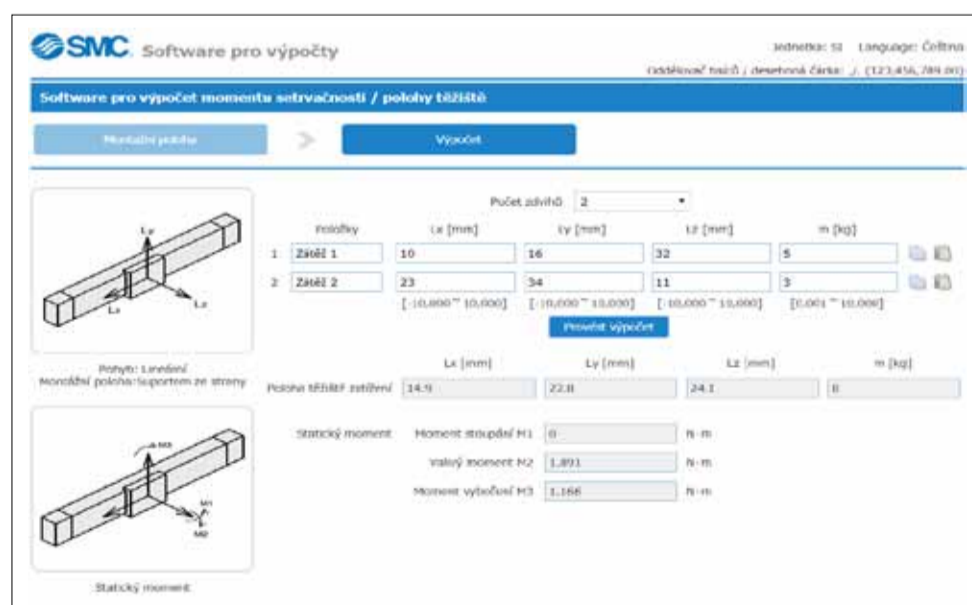 SMC. Software pro výpočty
Jednotka: SI Language: Čeština
Oddělovač tisíců / desetinná čárka: ,/. (123,456,789.00)
Software pro výpočet momentu setrvačnosti / polohy těžiště
Montážní poloha
Výpočet
Počet zdvihů 2
Položky Lx [mm] Ly [mm] Lz [mm] m [kg]
1 Zátěž 1 10 16 32 5
2 Zátěž 2 23 34 11 3
[-10,000 ~ 10,000] [-10,000 ~ 10,000] [-10,000 ~ 10,000] [0.001 ~ 10,000]
Provést výpočet
Ly
Lx
Lz
Pohyb: Lineární
Montážní poloha: Suportem ze strany
Lx [mm] Ly [mm] Lz [mm] m [kg]
Poloha těžiště zatížení 14.9 22.8 24.1 8
Statický moment Moment stoupání M1 0 N·m
Valivý moment M2 1.891 N·m
Moment vybočení M3 1.166 N·m
M3
M1
M2
Statický moment